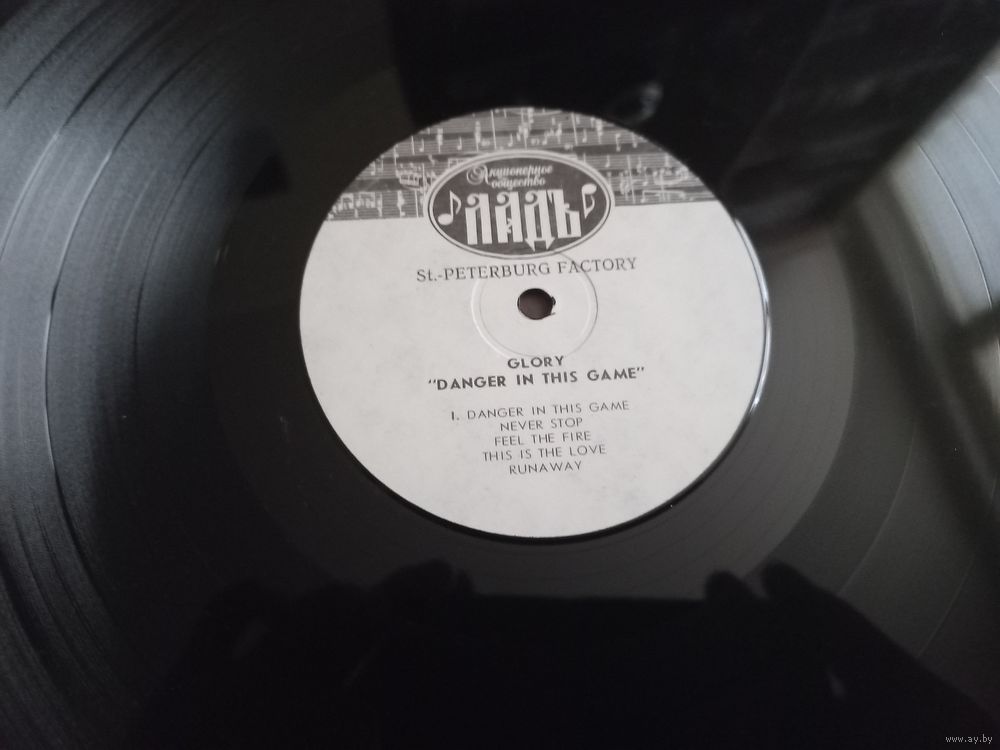 Акционерное
общество
ЛАДЪ
St.-PETERBURG FACTORY
GLORY
"DANGER IN THIS GAME"
I. DANGER IN THIS GAME
NEVER STOP
FEEL THE FIRE
THIS IS THE LOVE
RUNAWAY
www.ay.by